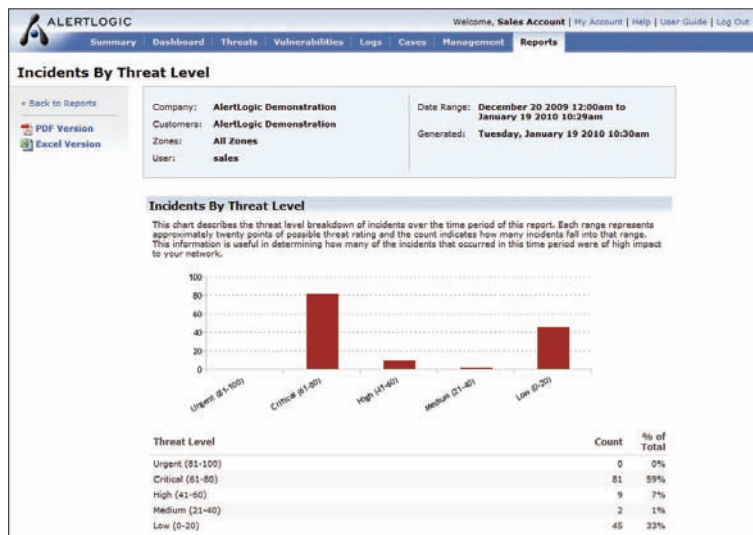 ALERTLOGIC
Welcome, Sales Account | My Account | Help | User Guide | Log Out
Summary | Dashboard | Threats | Vulnerabilities | Logs | Cases | Management | Reports
Incidents By Threat Level
« Back to Reports
PDF Version
Excel Version
Company: AlertLogic Demonstration
Customers: AlertLogic Demonstration
Zones: All Zones
User: sales
Date Range: December 20 2009 12:00am to
January 19 2010 10:29am
Generated: Tuesday, January 19 2010 10:30am
Incidents By Threat Level
This chart describes the threat level breakdown of incidents over the time period of this report. Each range represents
approximately twenty points of possible threat rating and the count indicates how many incidents fall into that range.
This information is useful in determining how many of the incidents that occurred in this time period were of high impact
to your network.
100
80
60
40
20
0
Urgent (81-100)
Critical (61-80)
High (41-60)
Medium (21-40)
Low (0-20)
Threat Level Count % of Total
Urgent (81-100) 0 0%
Critical (61-80) 81 59%
High (41-60) 9 7%
Medium (21-40) 2 1%
Low (0-20) 45 33%